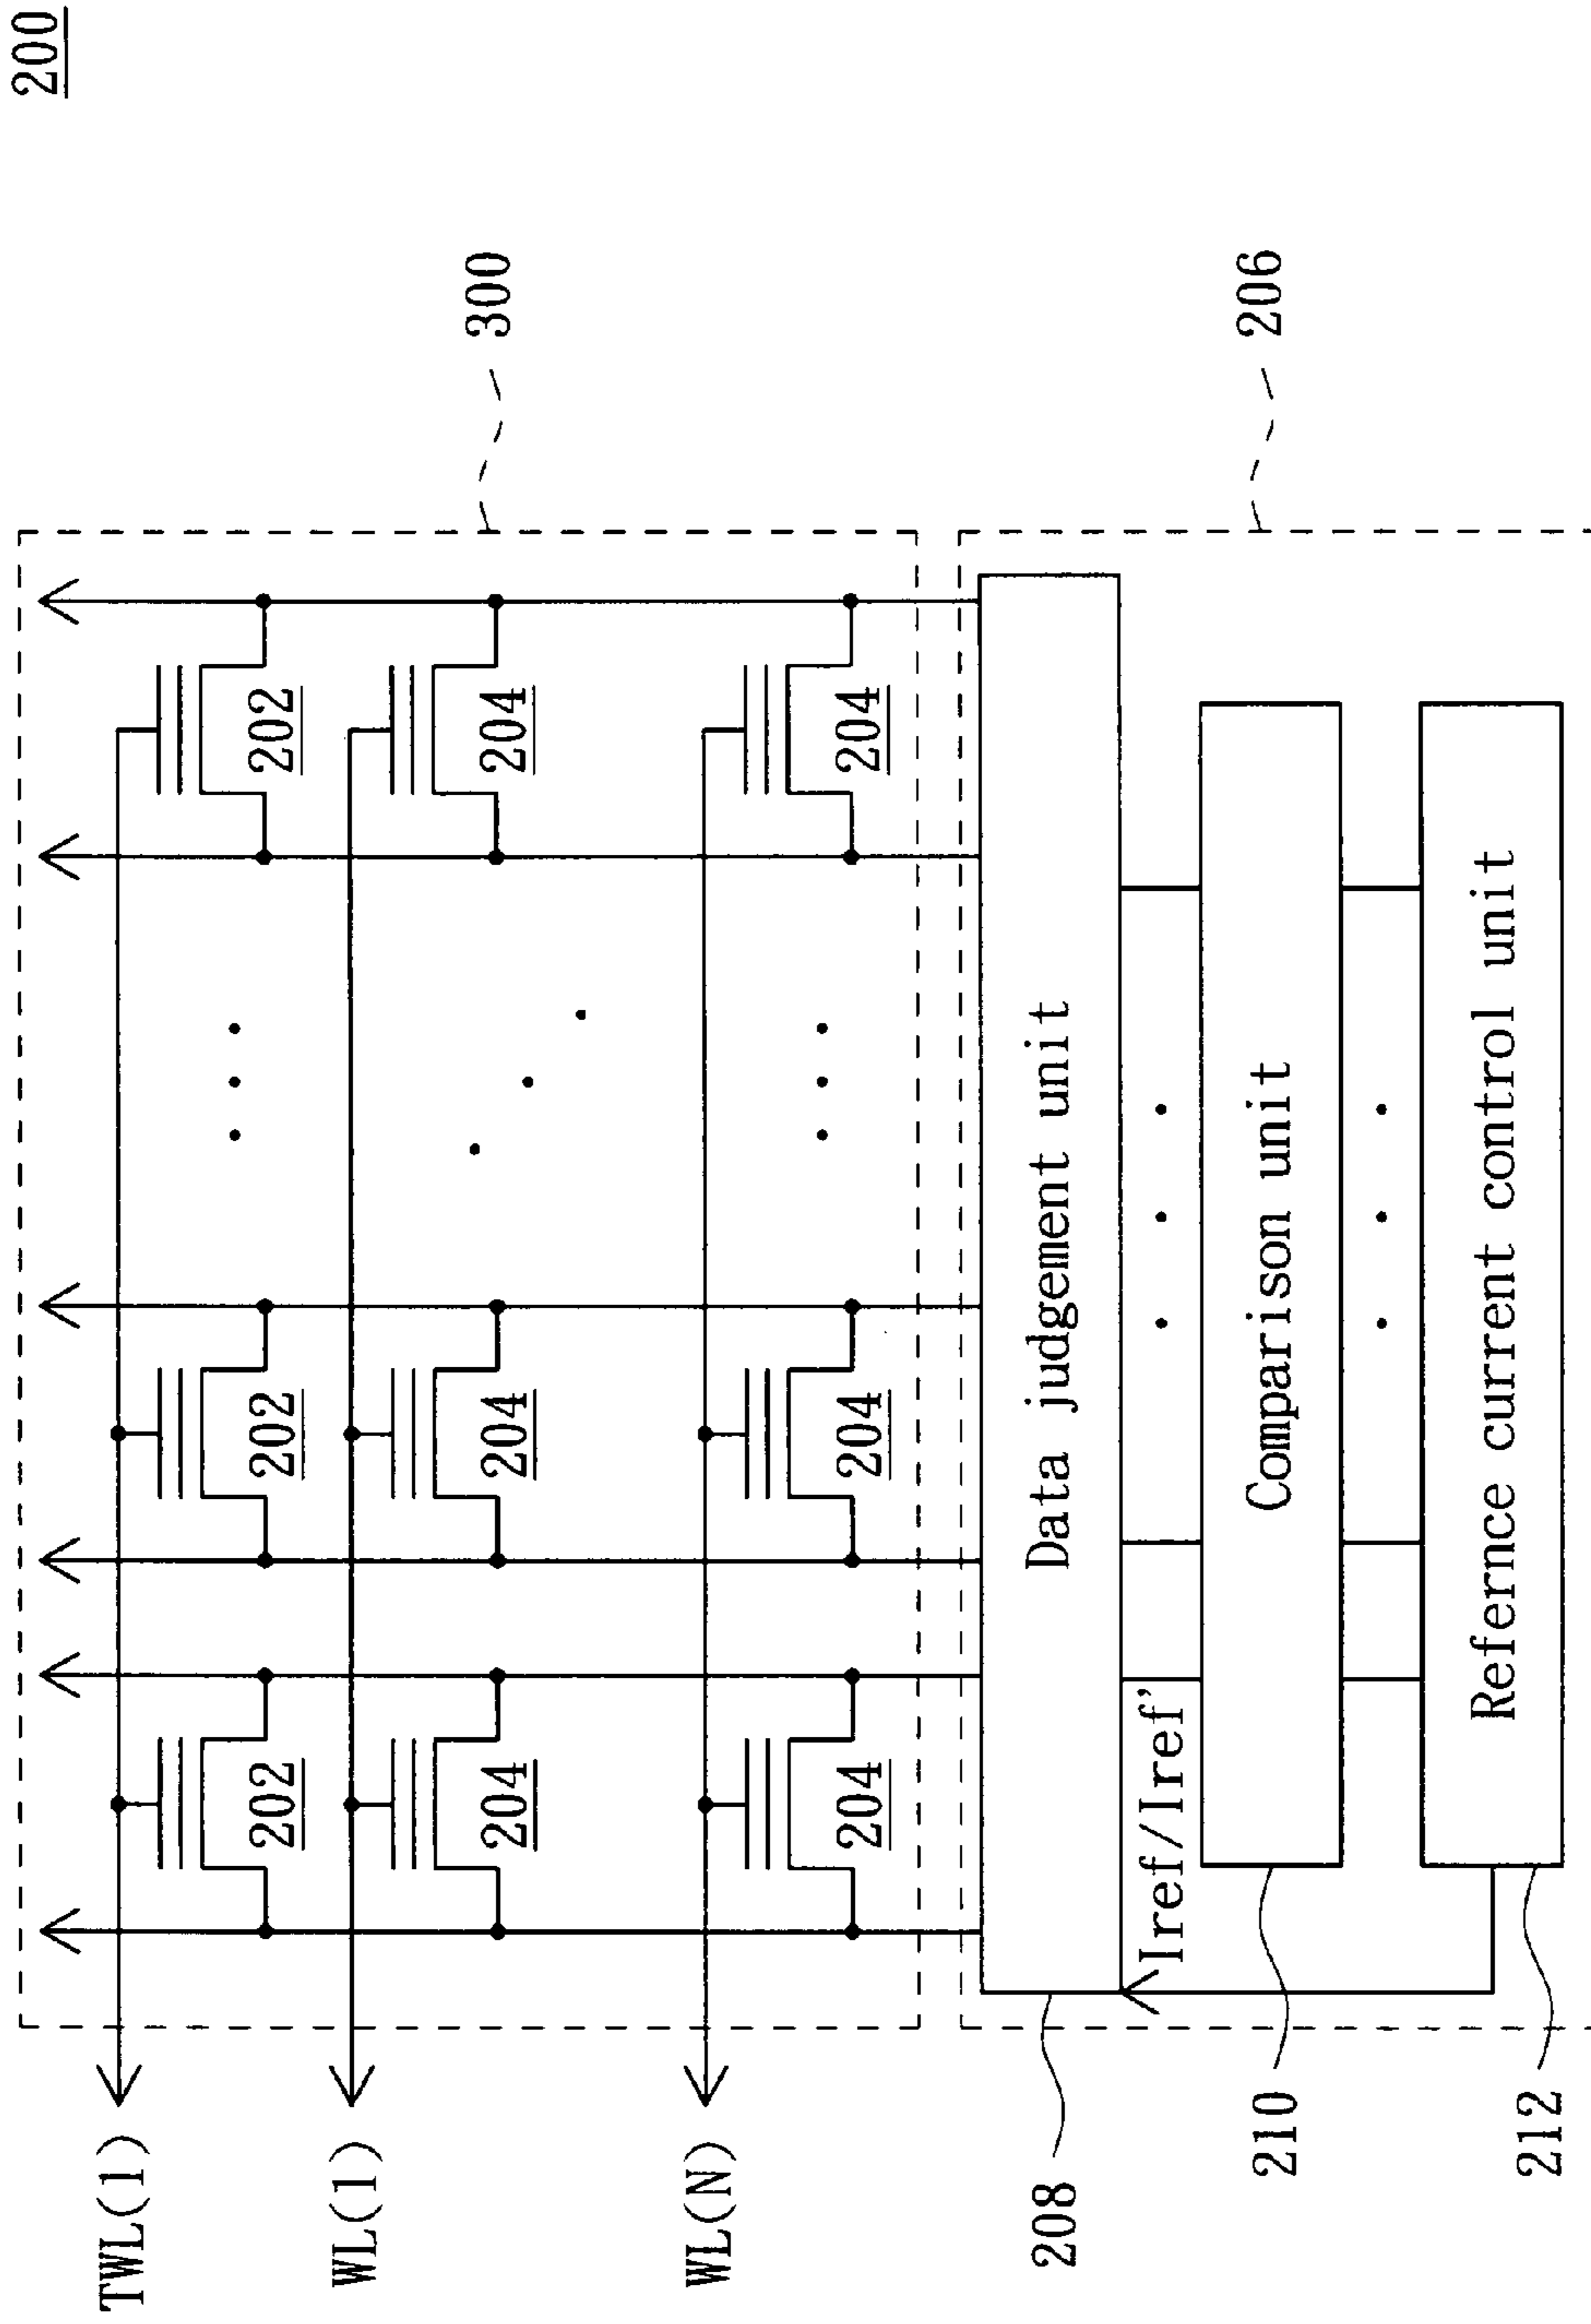 200
300
206
TWL(1)
202
202
202
WL(1)
204
204
204
WL(N)
204
204
204
208
Data judgement unit
Iref/Iref'
210
Comparison unit
212
Refernce current control unit